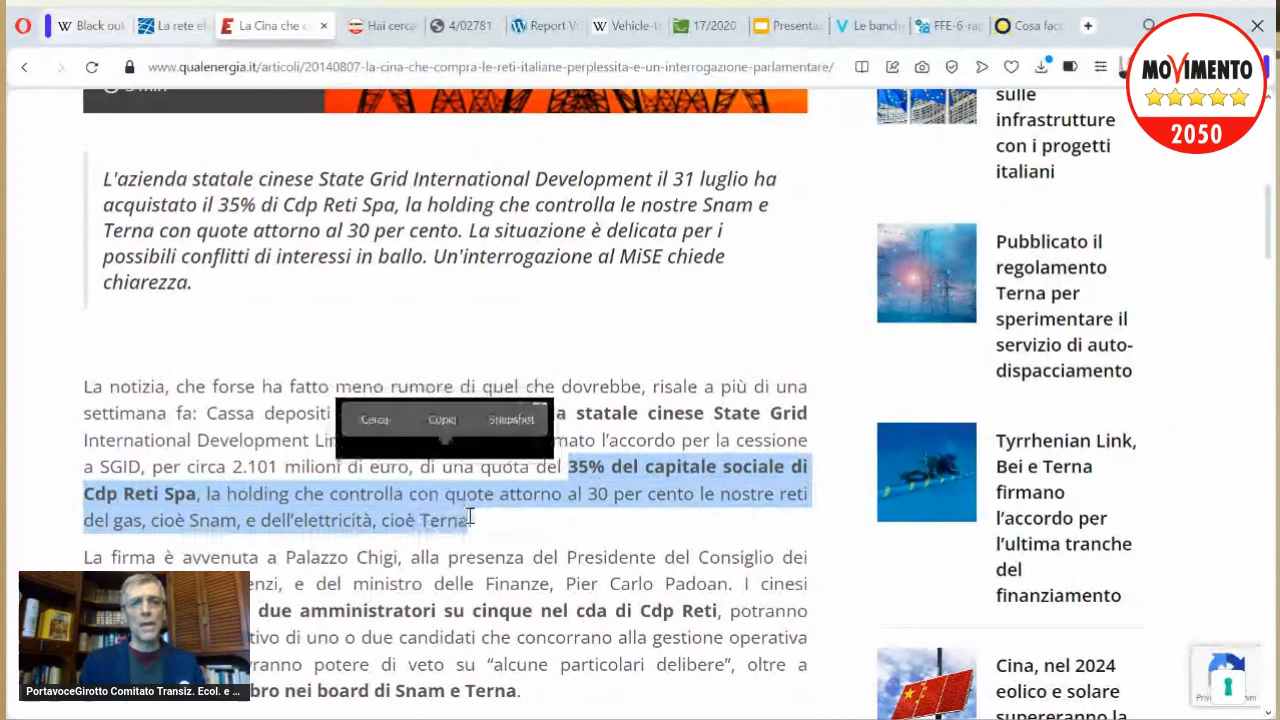 Black out
La rete el
La Cina che c
Hai cerca
4/02781
Report V
Vehicle-t
17/2020
Presenta
Le banch
FFE-6-ra
Cosa fac
www.qualenergia.it/articoli/20140807-la-cina-che-compra-le-reti-italiane-perplessita-e-un-interrogazione-parlamentare/
MOVIMENTO
2050
L'azienda statale cinese State Grid International Development il 31 luglio ha
acquistato il 35% di Cdp Reti Spa, la holding che controlla le nostre Snam e
Terna con quote attorno al 30 per cento. La situazione è delicata per i
possibili conflitti di interessi in ballo. Un'interrogazione al MiSE chiede
chiarezza.
La notizia, che forse ha fatto meno rumore di quel che dovrebbe, risale a più di una
settimana fa: Cassa depositi a statale cinese State Grid
Cerca Copia Snapshot
International Development Lim mato l'accordo per la cessione
a SGID, per circa 2.101 milioni di euro, di una quota del 35% del capitale sociale di
Cdp Reti Spa, la holding che controlla con quote attorno al 30 per cento le nostre reti
del gas, cioè Snam, e dell'elettricità, cioè Terna
La firma è avvenuta a Palazzo Chigi, alla presenza del Presidente del Consiglio dei
enzi, e del ministro delle Finanze, Pier Carlo Padoan. I cinesi
due amministratori su cinque nel cda di Cdp Reti, potranno
tivo di uno o due candidati che concorrano alla gestione operativa
vranno potere di veto su "alcune particolari delibere", oltre a
bro nei board di Snam e Terna.
PortavoceGirotto Comitato Transiz. Ecol. e ...
sulle
infrastrutture
con i progetti
italiani
Pubblicato il
regolamento
Terna per
sperimentare il
servizio di auto-
dispacciamento
Tyrrhenian Link,
Bei e Terna
firmano
l'accordo per
l'ultima tranche
del
finanziamento
Cina, nel 2024
eolico e solare
supereranno la